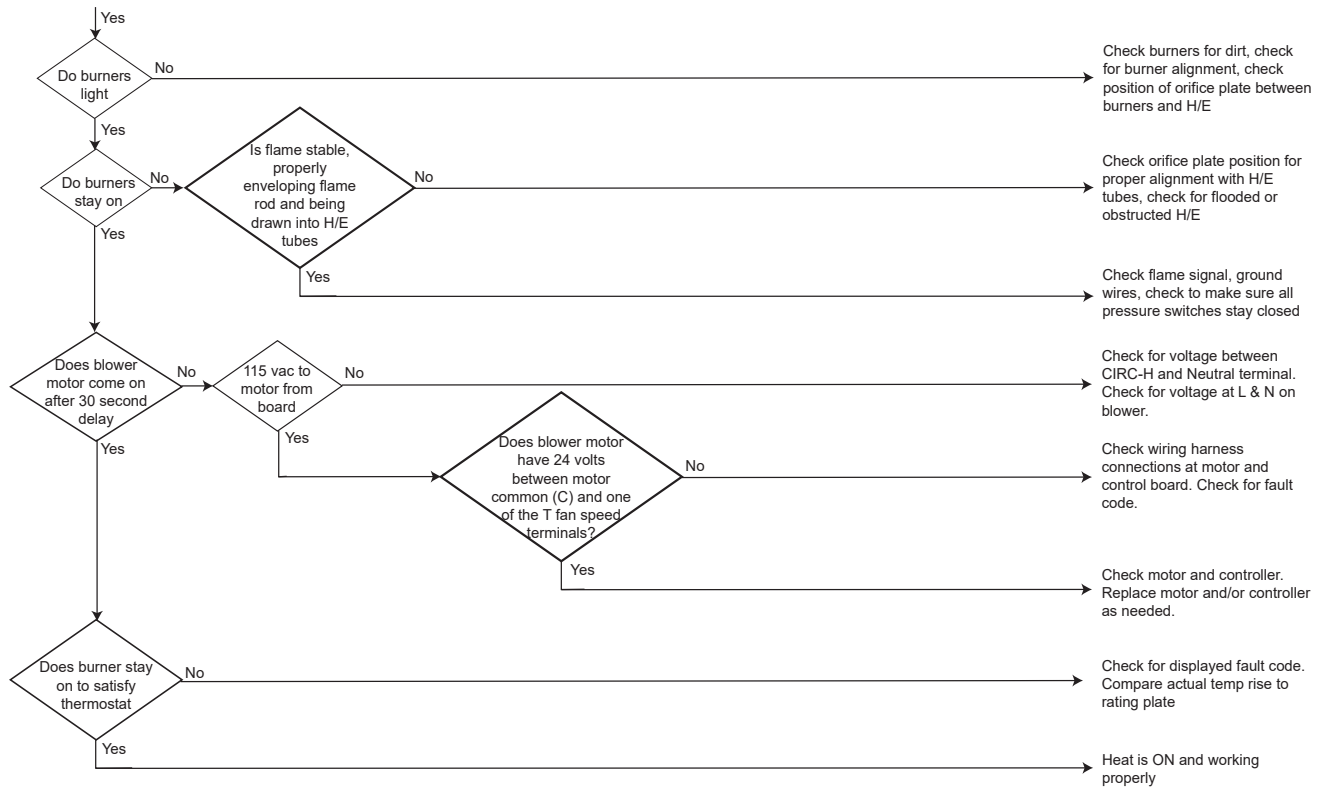 Yes
Do burners
light
No
Check burners for dirt, check
for burner alignment, check
position of orifice plate between
burners and H/E
Yes
Do burners
stay on
No
Is flame stable,
properly
enveloping flame
rod and being
drawn into H/E
tubes
No
Check orifice plate position for
proper alignment with H/E
tubes, check for flooded or
obstructed H/E
Yes
Yes
Check flame signal, ground
wires, check to make sure all
pressure switches stay closed
Does blower
motor come on
after 30 second
delay
No
115 vac to
motor from
board
No
Check for voltage between
CIRC-H and Neutral terminal.
Check for voltage at L & N on
blower.
Yes
Yes
Does blower motor
have 24 volts
between motor
common (C) and one
of the T fan speed
terminals?
No
Check wiring harness
connections at motor and
control board. Check for fault
code.
Yes
Check motor and controller.
Replace motor and/or controller
as needed.
Does burner stay
on to satisfy
thermostat
No
Check for displayed fault code.
Compare actual temp rise to
rating plate
Yes
Heat is ON and working
properly